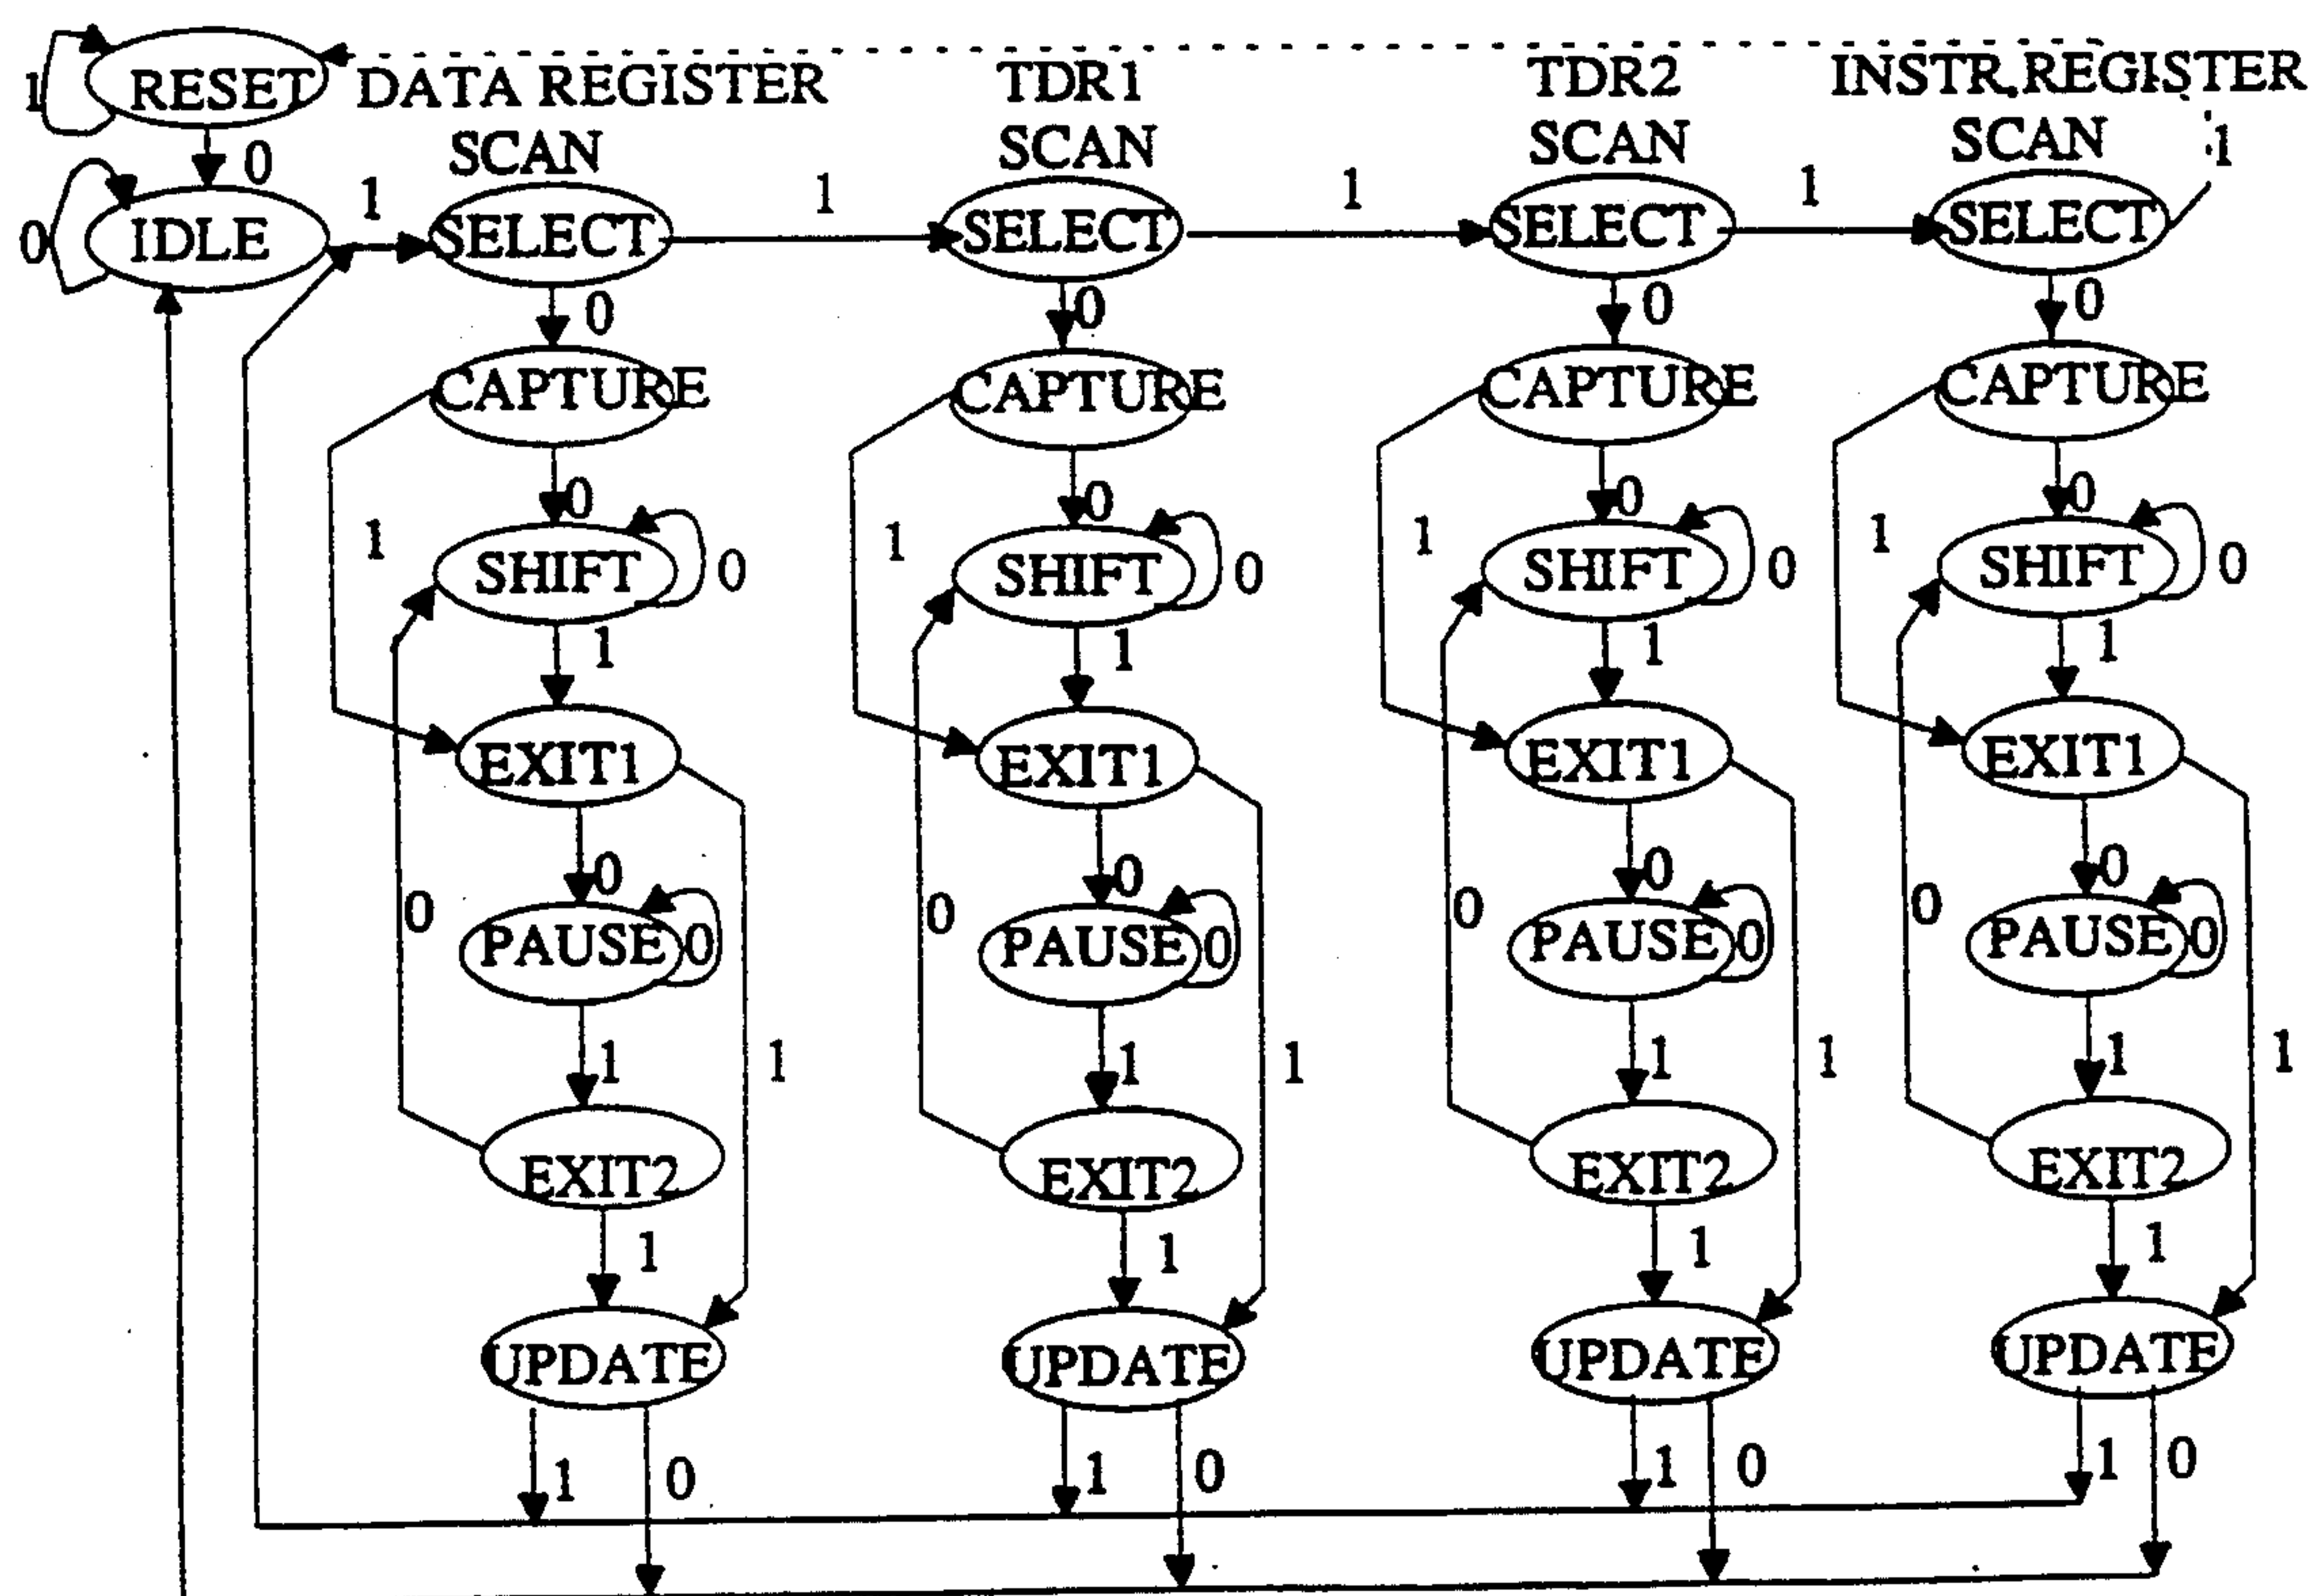 RESET
1
0
DATA REGISTER
SCAN
TDR1
SCAN
TDR2
SCAN
INSTR.REGISTER
SCAN
1
IDLE
0
1
SELECT
1
SELECT
1
SELECT
1
SELECT
0
0
0
0
CAPTURE
CAPTURE
CAPTURE
CAPTURE
0
0
0
0
1
1
1
1
SHIFT
0
SHIFT
0
SHIFT
0
SHIFT
0
1
1
1
1
EXIT1
EXIT1
EXIT1
EXIT1
0
0
0
0
0
0
0
0
PAUSE
0
PAUSE
0
PAUSE
0
PAUSE
0
1
1
1
1
1
1
1
1
EXIT2
EXIT2
EXIT2
EXIT2
1
1
1
1
UPDATE
UPDATE
UPDATE
UPDATE
1
0
1
0
1
0
1
0